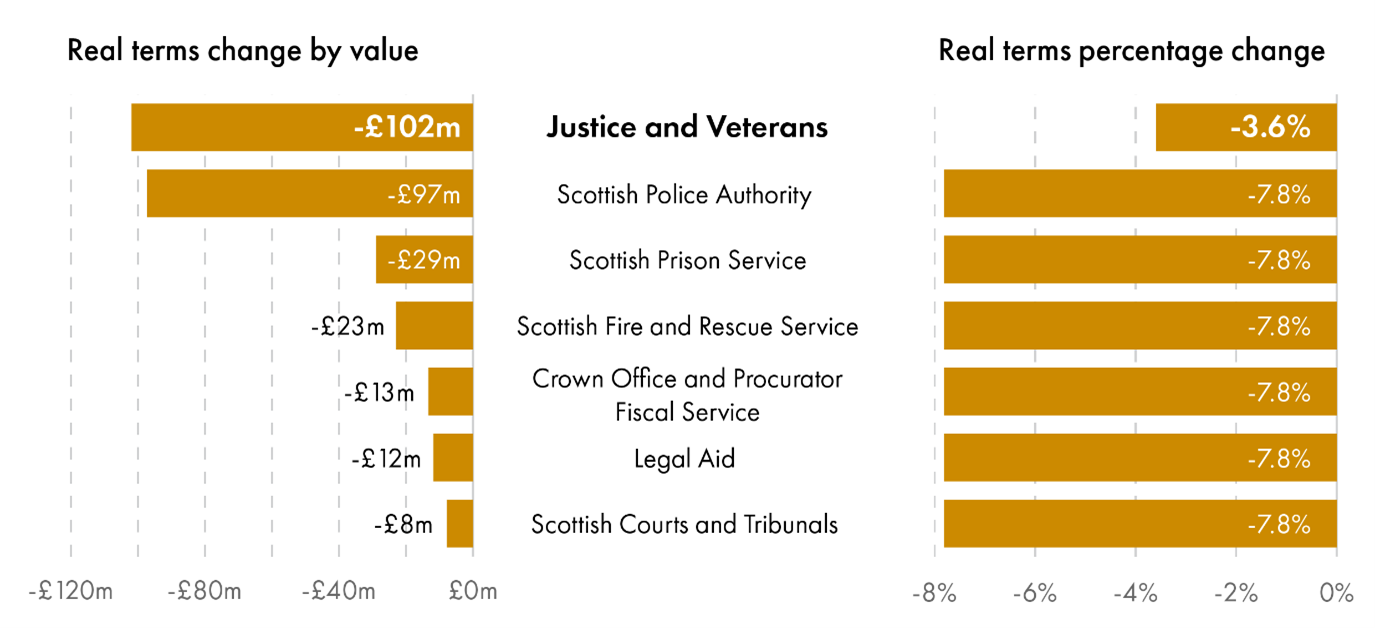 Real terms change by value
Real terms percentage change
-£102m Justice and Veterans -3.6%
-£97m Scottish Police Authority -7.8%
-£29m Scottish Prison Service -7.8%
-£23m Scottish Fire and Rescue Service -7.8%
-£13m Crown Office and Procurator
Fiscal Service -7.8%
-£12m Legal Aid -7.8%
-£8m Scottish Courts and Tribunals -7.8%
-£120m -£80m -£40m £0m
-8% -6% -4% -2% 0%